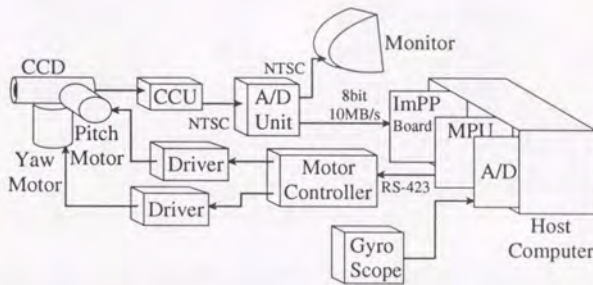 CCD
CCU
NTSC
A/D
Unit
NTSC
Monitor
8bit
10MB/s
ImPP
Board
MPU
A/D
Pitch
Motor
Yaw
Motor
Driver
Driver
Motor
Controller
RS-423
Gyro
Scope
Host
Computer